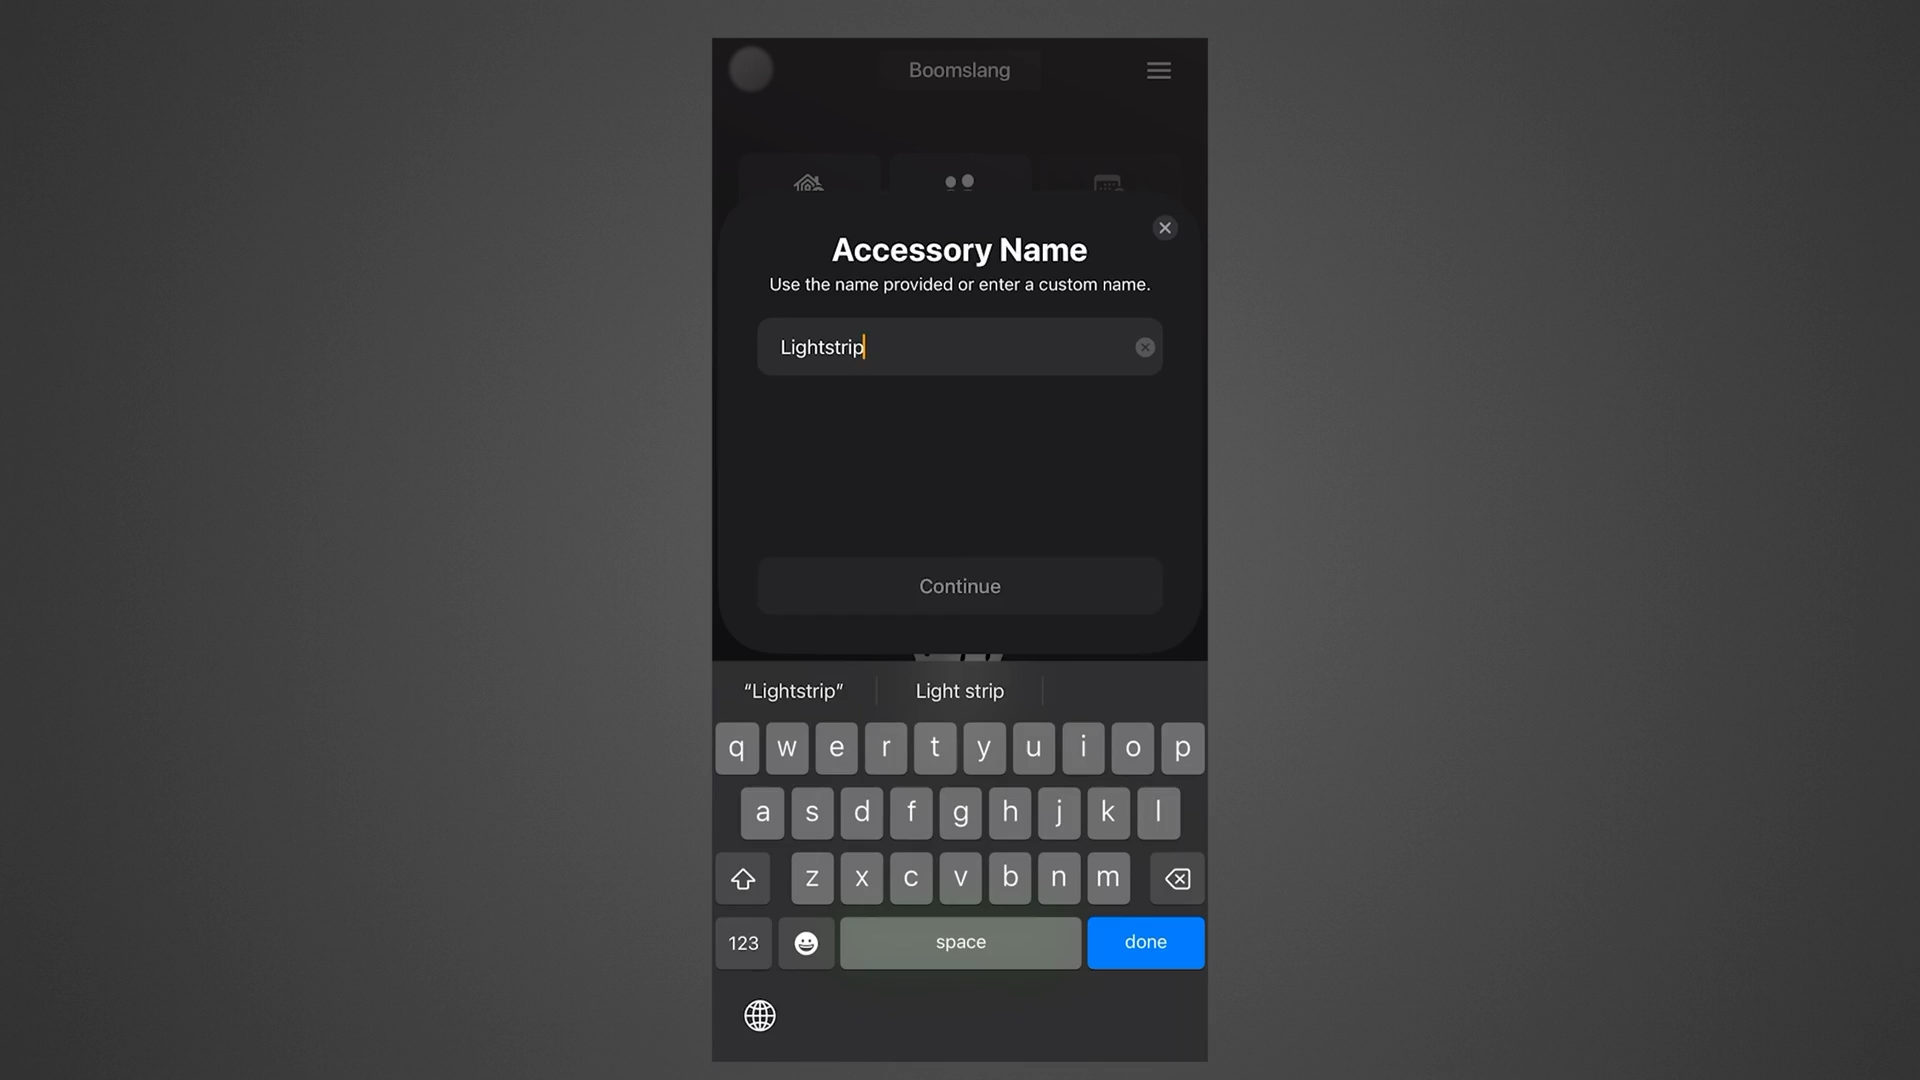 Boomslang
Accessory Name
Use the name provided or enter a custom name.
Lightstrip
Continue
“Lightstrip” Light strip
q w e r t y u i o p
a s d f g h j k l
z x c v b n m
123 space done